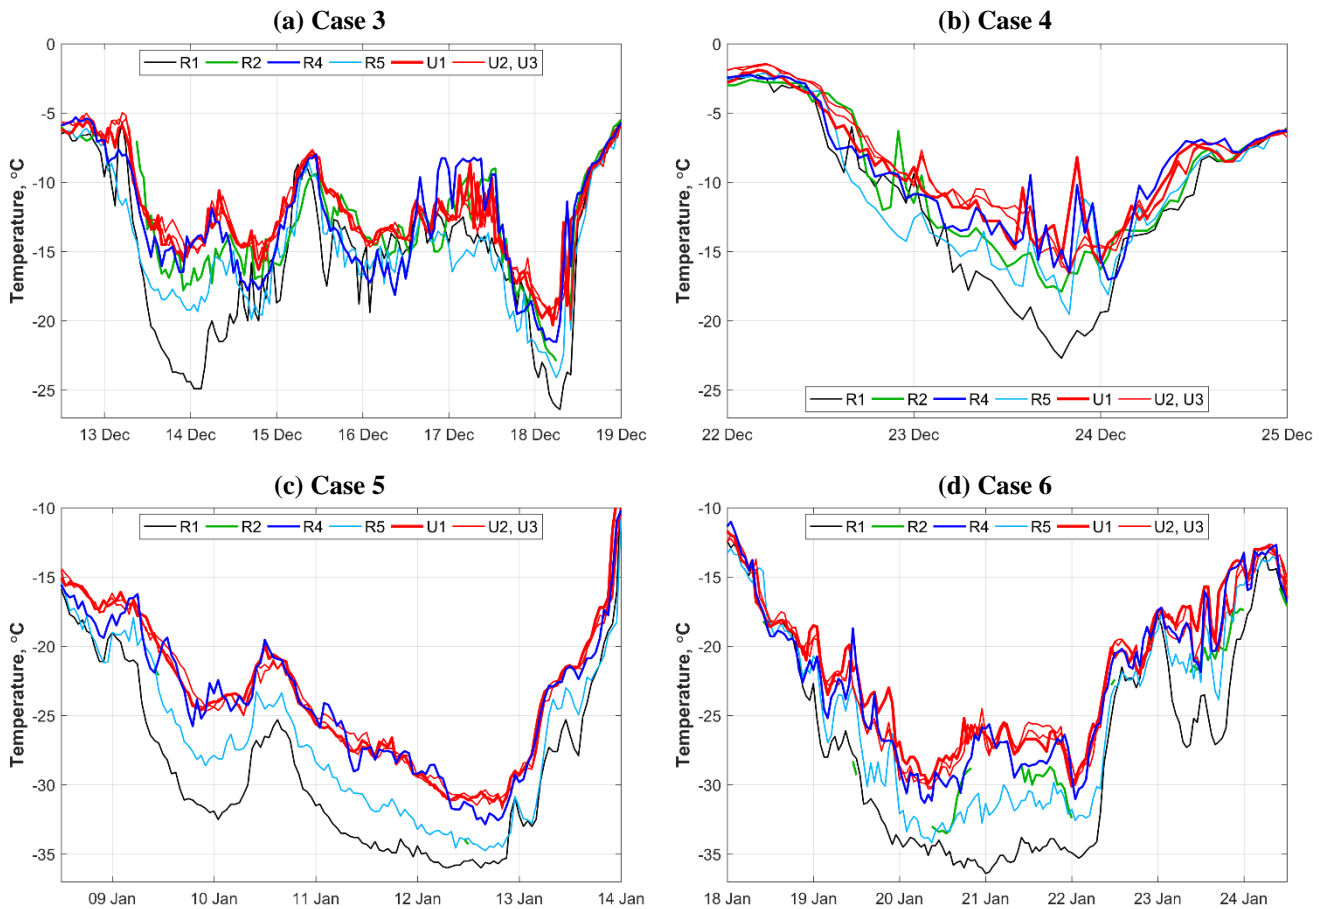 (a) Case 3
R1 R2 R4 R5 U1 U2, U3
Temperature, °C
0
-5
-10
-15
-20
-25
13 Dec 14 Dec 15 Dec 16 Dec 17 Dec 18 Dec 19 Dec
(b) Case 4
Temperature, °C
0
-5
-10
-15
-20
-25
R1 R2 R4 R5 U1 U2, U3
22 Dec 23 Dec 24 Dec 25 Dec
(c) Case 5
R1 R2 R4 R5 U1 U2, U3
Temperature, °C
-10
-15
-20
-25
-30
-35
09 Jan 10 Jan 11 Jan 12 Jan 13 Jan 14 Jan
(d) Case 6
R1 R2 R4 R5 U1 U2, U3
Temperature, °C
-10
-15
-20
-25
-30
-35
18 Jan 19 Jan 20 Jan 21 Jan 22 Jan 23 Jan 24 Jan